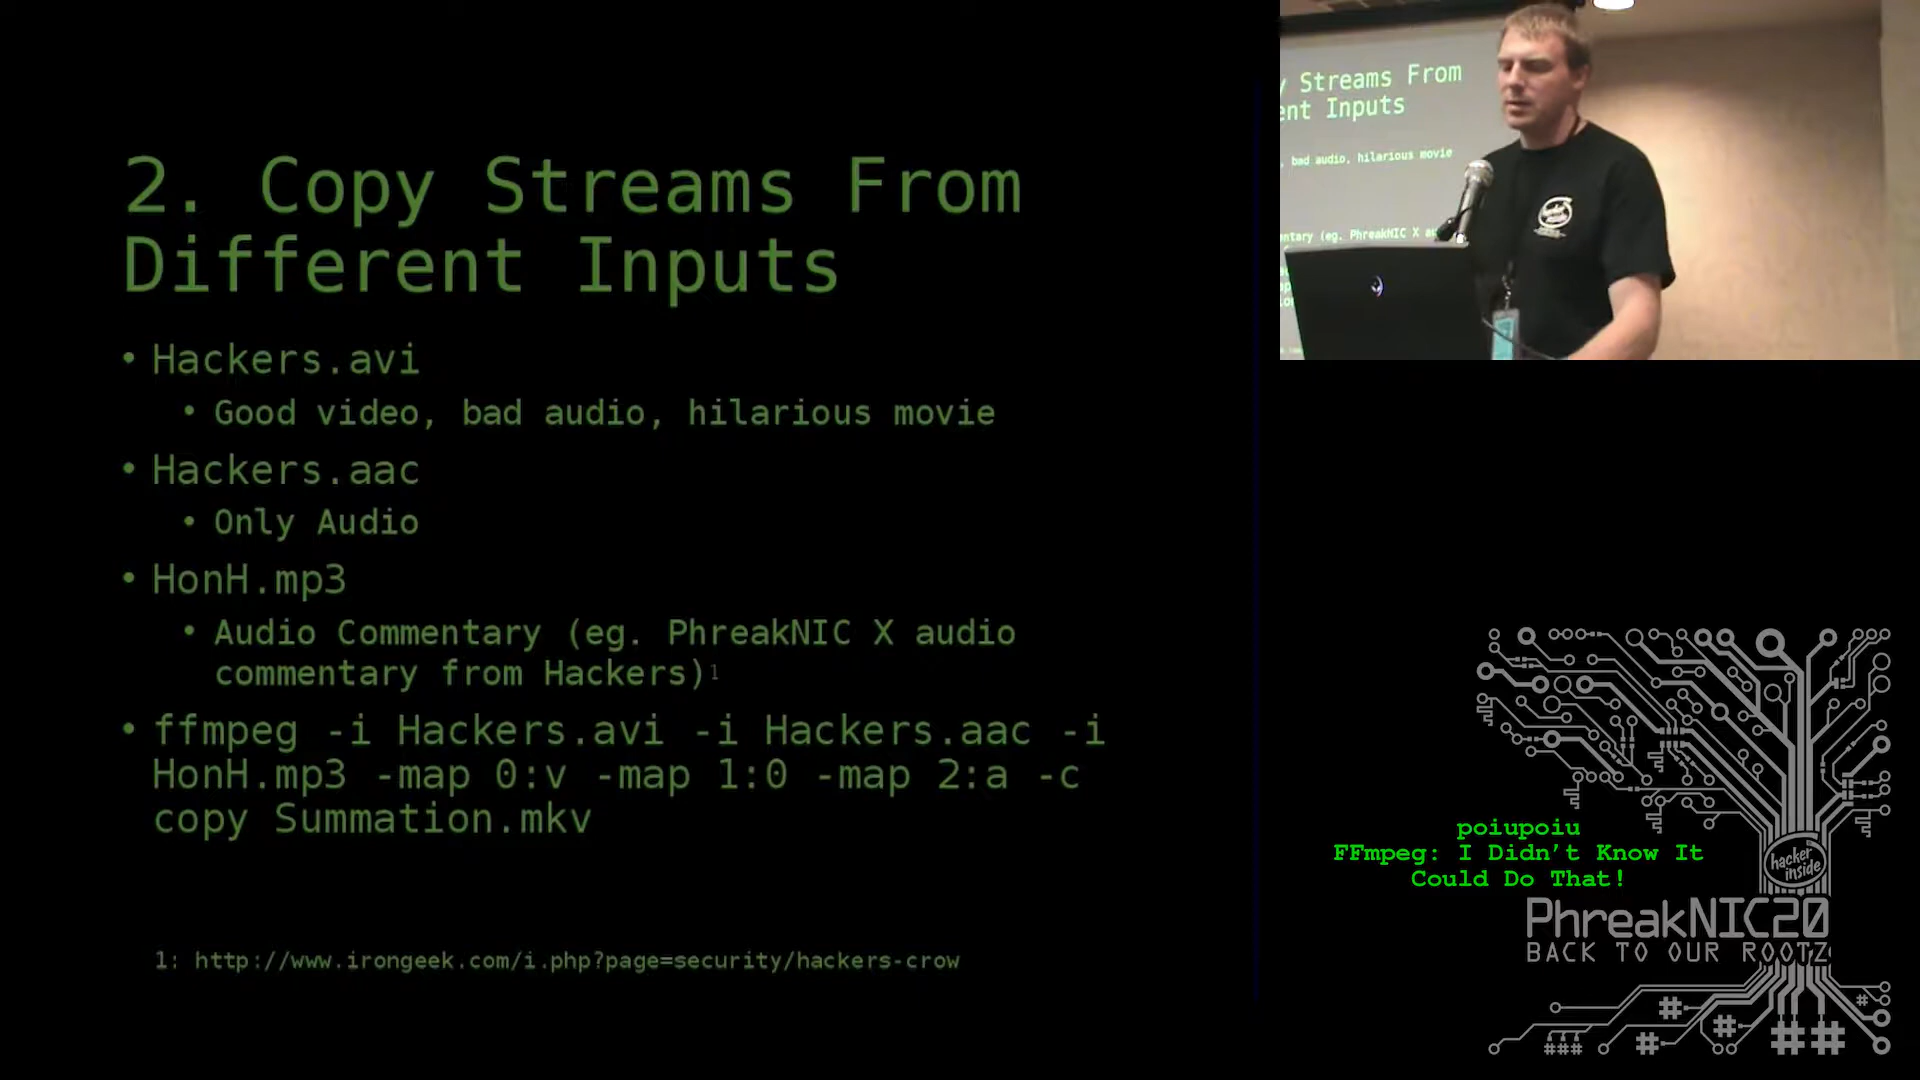 2. Copy Streams From
Different Inputs
• Hackers.avi
• Good video, bad audio, hilarious movie
• Hackers.aac
• Only Audio
• HonH.mp3
• Audio Commentary (eg. PhreakNIC X audio
commentary from Hackers)1
• ffmpeg -i Hackers.avi -i Hackers.aac -i
HonH.mp3 -map 0:v -map 1:0 -map 2:a -c
copy Summation.mkv
1: http://www.irongeek.com/i.php?page=security/hackers-crow
y Streams From
ent Inputs
, bad audio, hilarious movie
ntary (eg. PhreakNIC X au
hacker
inside
poiupoiu
FFmpeg: I Didn't Know It
Could Do That!
hacker
inside
PhreakNIC20
BACK TO OUR ROOTZ
# # # ##
###
#